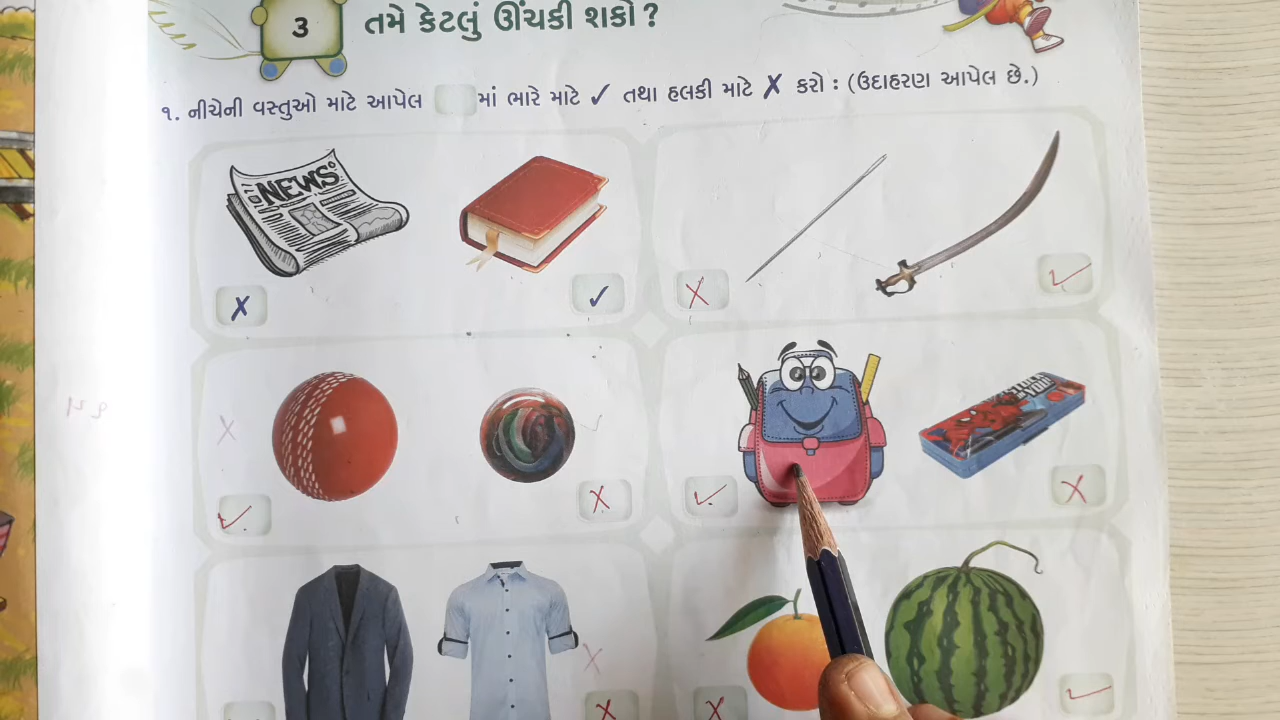 3 તમે કેટલું ઊંચકી શકો ?
૧. નીચેની વસ્તુઓ માટે આપેલ માં ભારે માટે ✓ તથા હલકી માટે ✗ કરો : (ઉદાહરણ આપેલ છે.)
NEWS